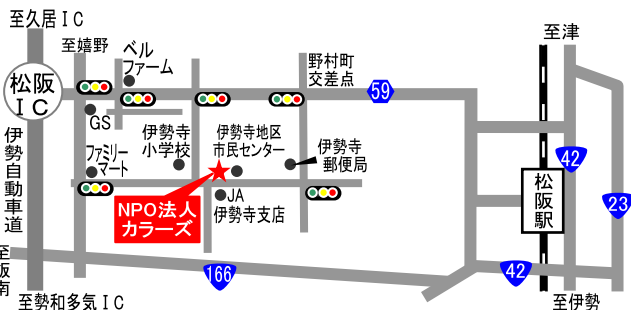 至久居IC
至津
至嬉野
ベル
ファーム
野村町
交差点
松阪
IC
59
GS
伊勢寺
小学校
伊勢寺地区
市民センター
伊勢寺
郵便局
ファミリー
マート
42
伊勢自動車道
松阪駅
23
NPO法人
カラーズ
JA
伊勢寺支店
至飯南
166
42
至勢和多気IC
至伊勢